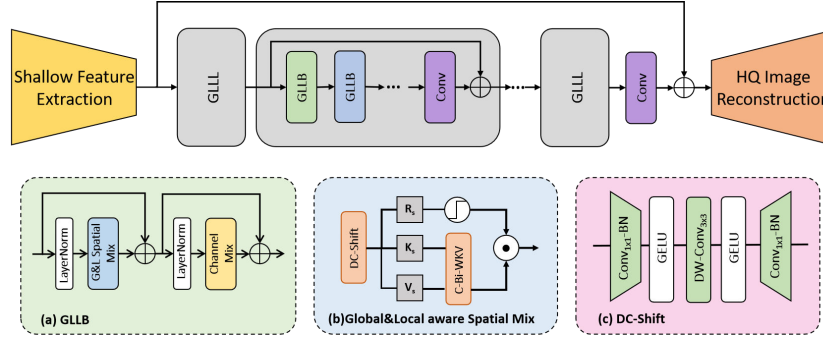 Shallow Feature
Extraction
GLLL
GLLB
GLLB
...
Conv
...
GLLL
Conv
HQ Image
Reconstruction
LayerNorm
G&L Spatial
Mix
LayerNorm
Channel
Mix
(a) GLLB
DC-Shift
Rs
Ks
Vs
C-Bi-WKV
(b)Global&Local aware Spatial Mix
Conv1x1-BN
GELU
DW-Conv3x3
GELU
Conv1x1-BN
(c) DC-Shift